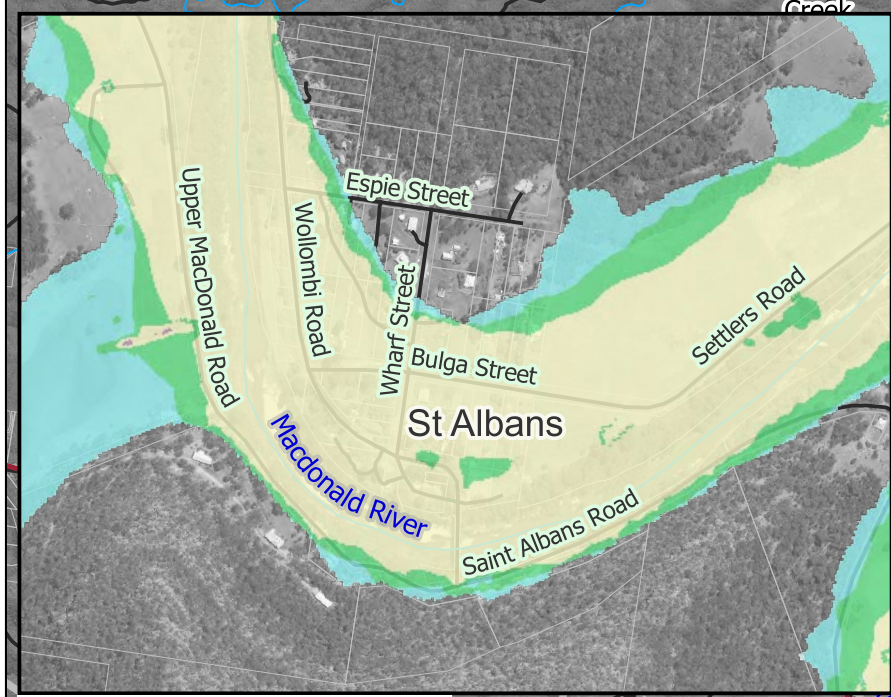 Creek
Espie Street
Upper MacDonald Road
Wollombi Road
Wharf Street
Settlers Road
Bulga Street
St Albans
Macdonald River
Saint Albans Road